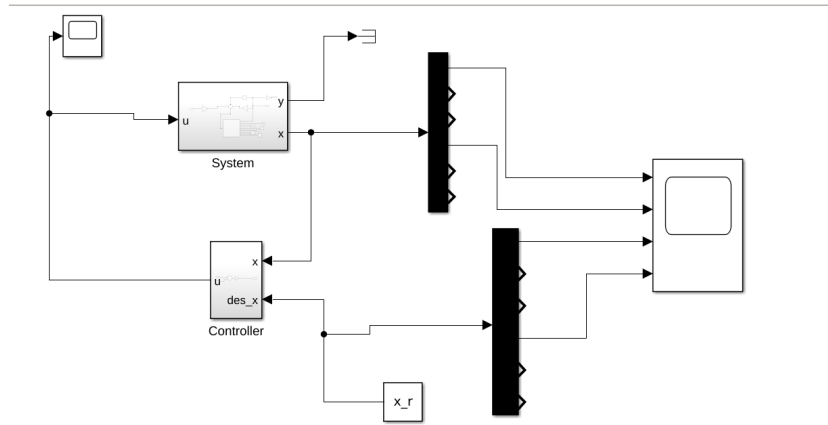 y
u
x
System
x
u
des_x
Controller
x_r